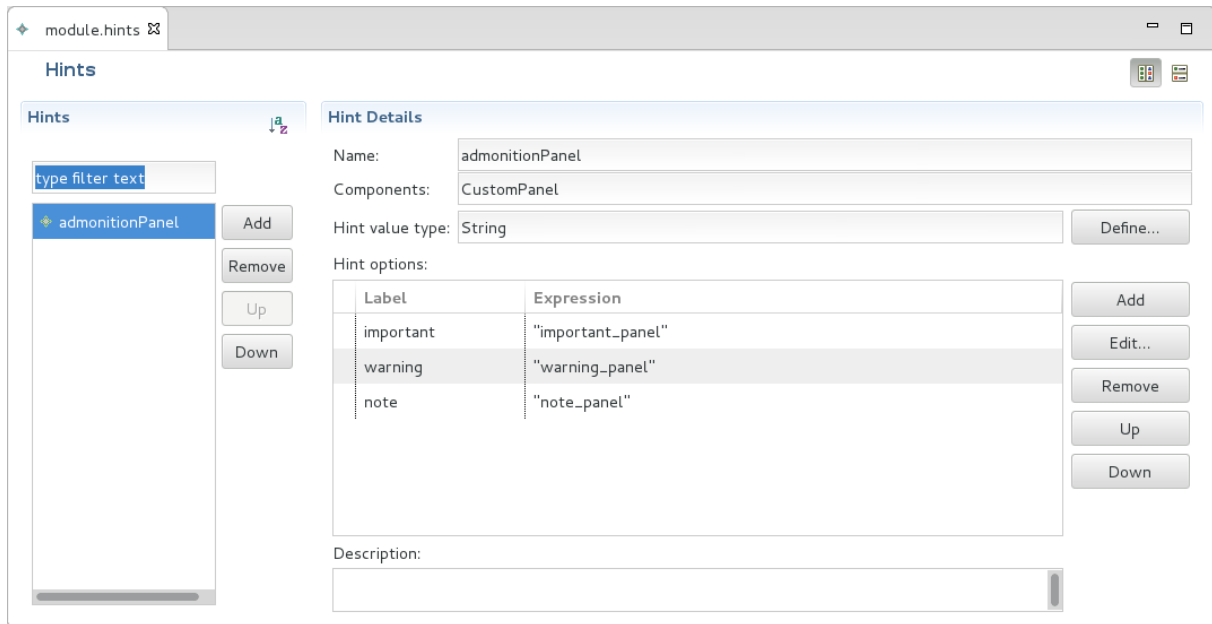 module.hints
Hints
Hints
Hint Details
type filter text
admonitionPanel
Add
Remove
Up
Down
Name: admonitionPanel
Components: CustomPanel
Hint value type: String Define...
Hint options:
Label Expression
important "important_panel"
warning "warning_panel"
note "note_panel"
Add
Edit...
Remove
Up
Down
Description: